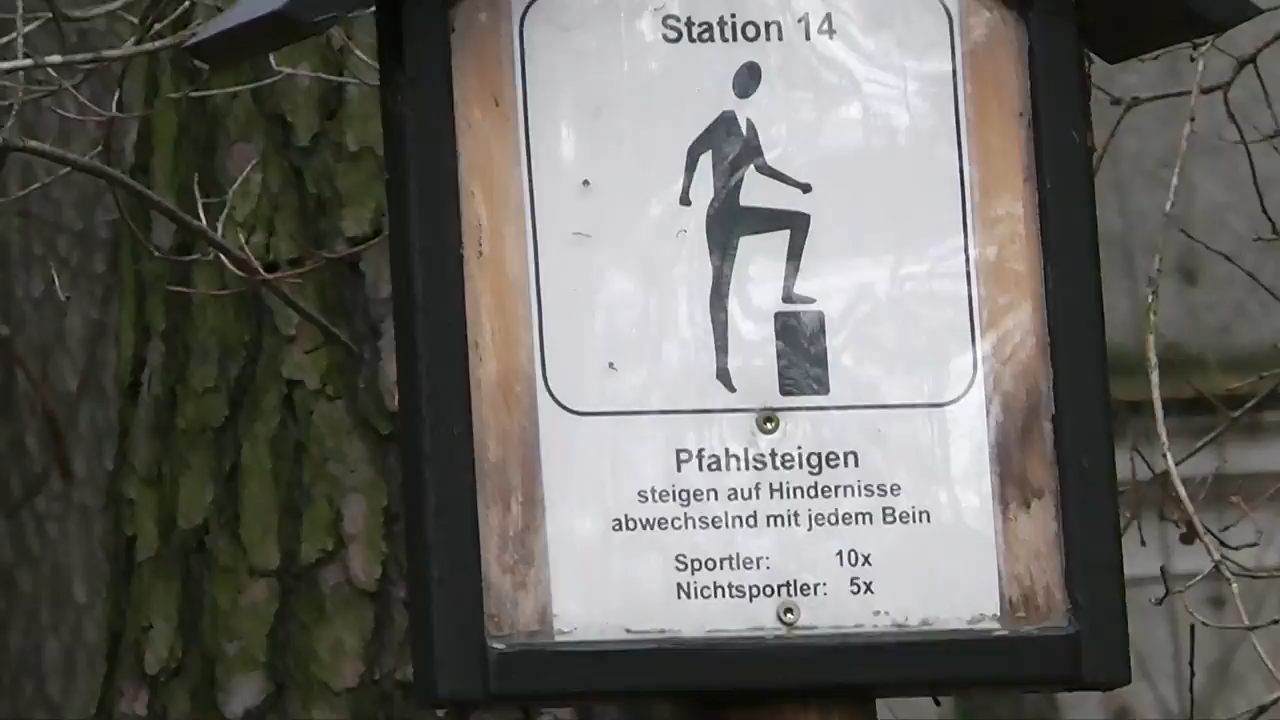 Station 14
Pfahlsteigen
steigen auf Hindernisse
abwechselnd mit jedem Bein
Sportler: 10x
Nichtsportler: 5x